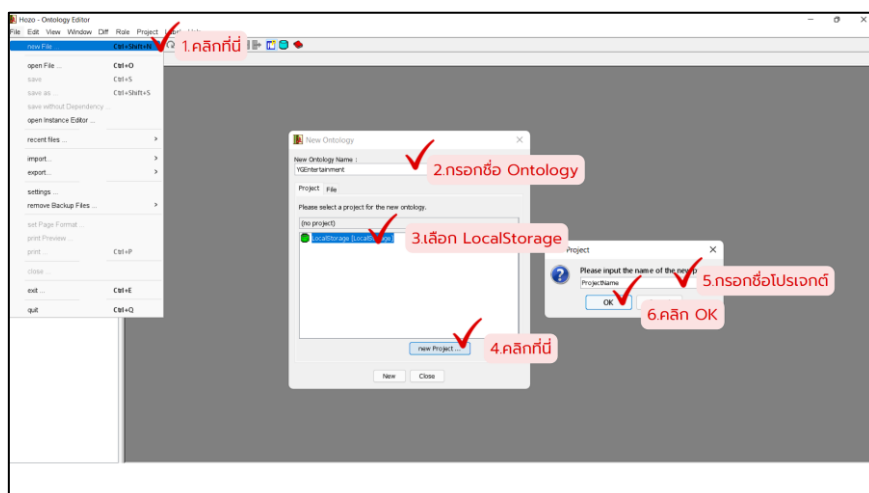 Hozo - Ontology Editor
File Edit View Window Diff Role Project
new File Ctrl+Shift+N
1.คลิกที่นี่
open File ... Ctrl+O
save Ctrl+S
save as ... Ctrl+Shift+S
save without Dependency ...
open Instance Editor ...
recent files ... >
import... >
export... >
settings ...
remove Backup Files ... >
set Page Format ...
print Preview ...
print ... Ctrl+P
close ...
exit ... Ctrl+E
quit Ctrl+Q
New Ontology
New Ontology Name :
YGEntertainment
2.กรอกชื่อ Ontology
Project File
Please select a project for the new ontology.
(no project)
LocalStorage [LocalStorage]
3.เลือก LocalStorage
new Project ...
4.คลิกที่นี่
New Close
Project
Please input the name of the new
ProjectName
5.กรอกชื่อโปรเจกต์
OK
6.คลิก OK